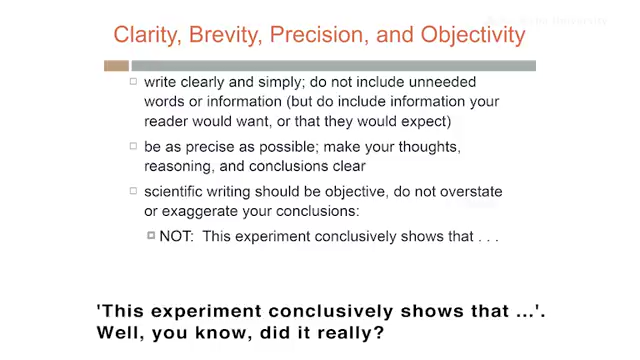 Clarity, Brevity, Precision, and Objectivity
write clearly and simply; do not include unneeded
words or information (but do include information your
reader would want, or that they would expect)
be as precise as possible; make your thoughts,
reasoning, and conclusions clear
scientific writing should be objective, do not overstate
or exaggerate your conclusions:
NOT: This experiment conclusively shows that . . .
'This experiment conclusively shows that ...'.
Well, you know, did it really?